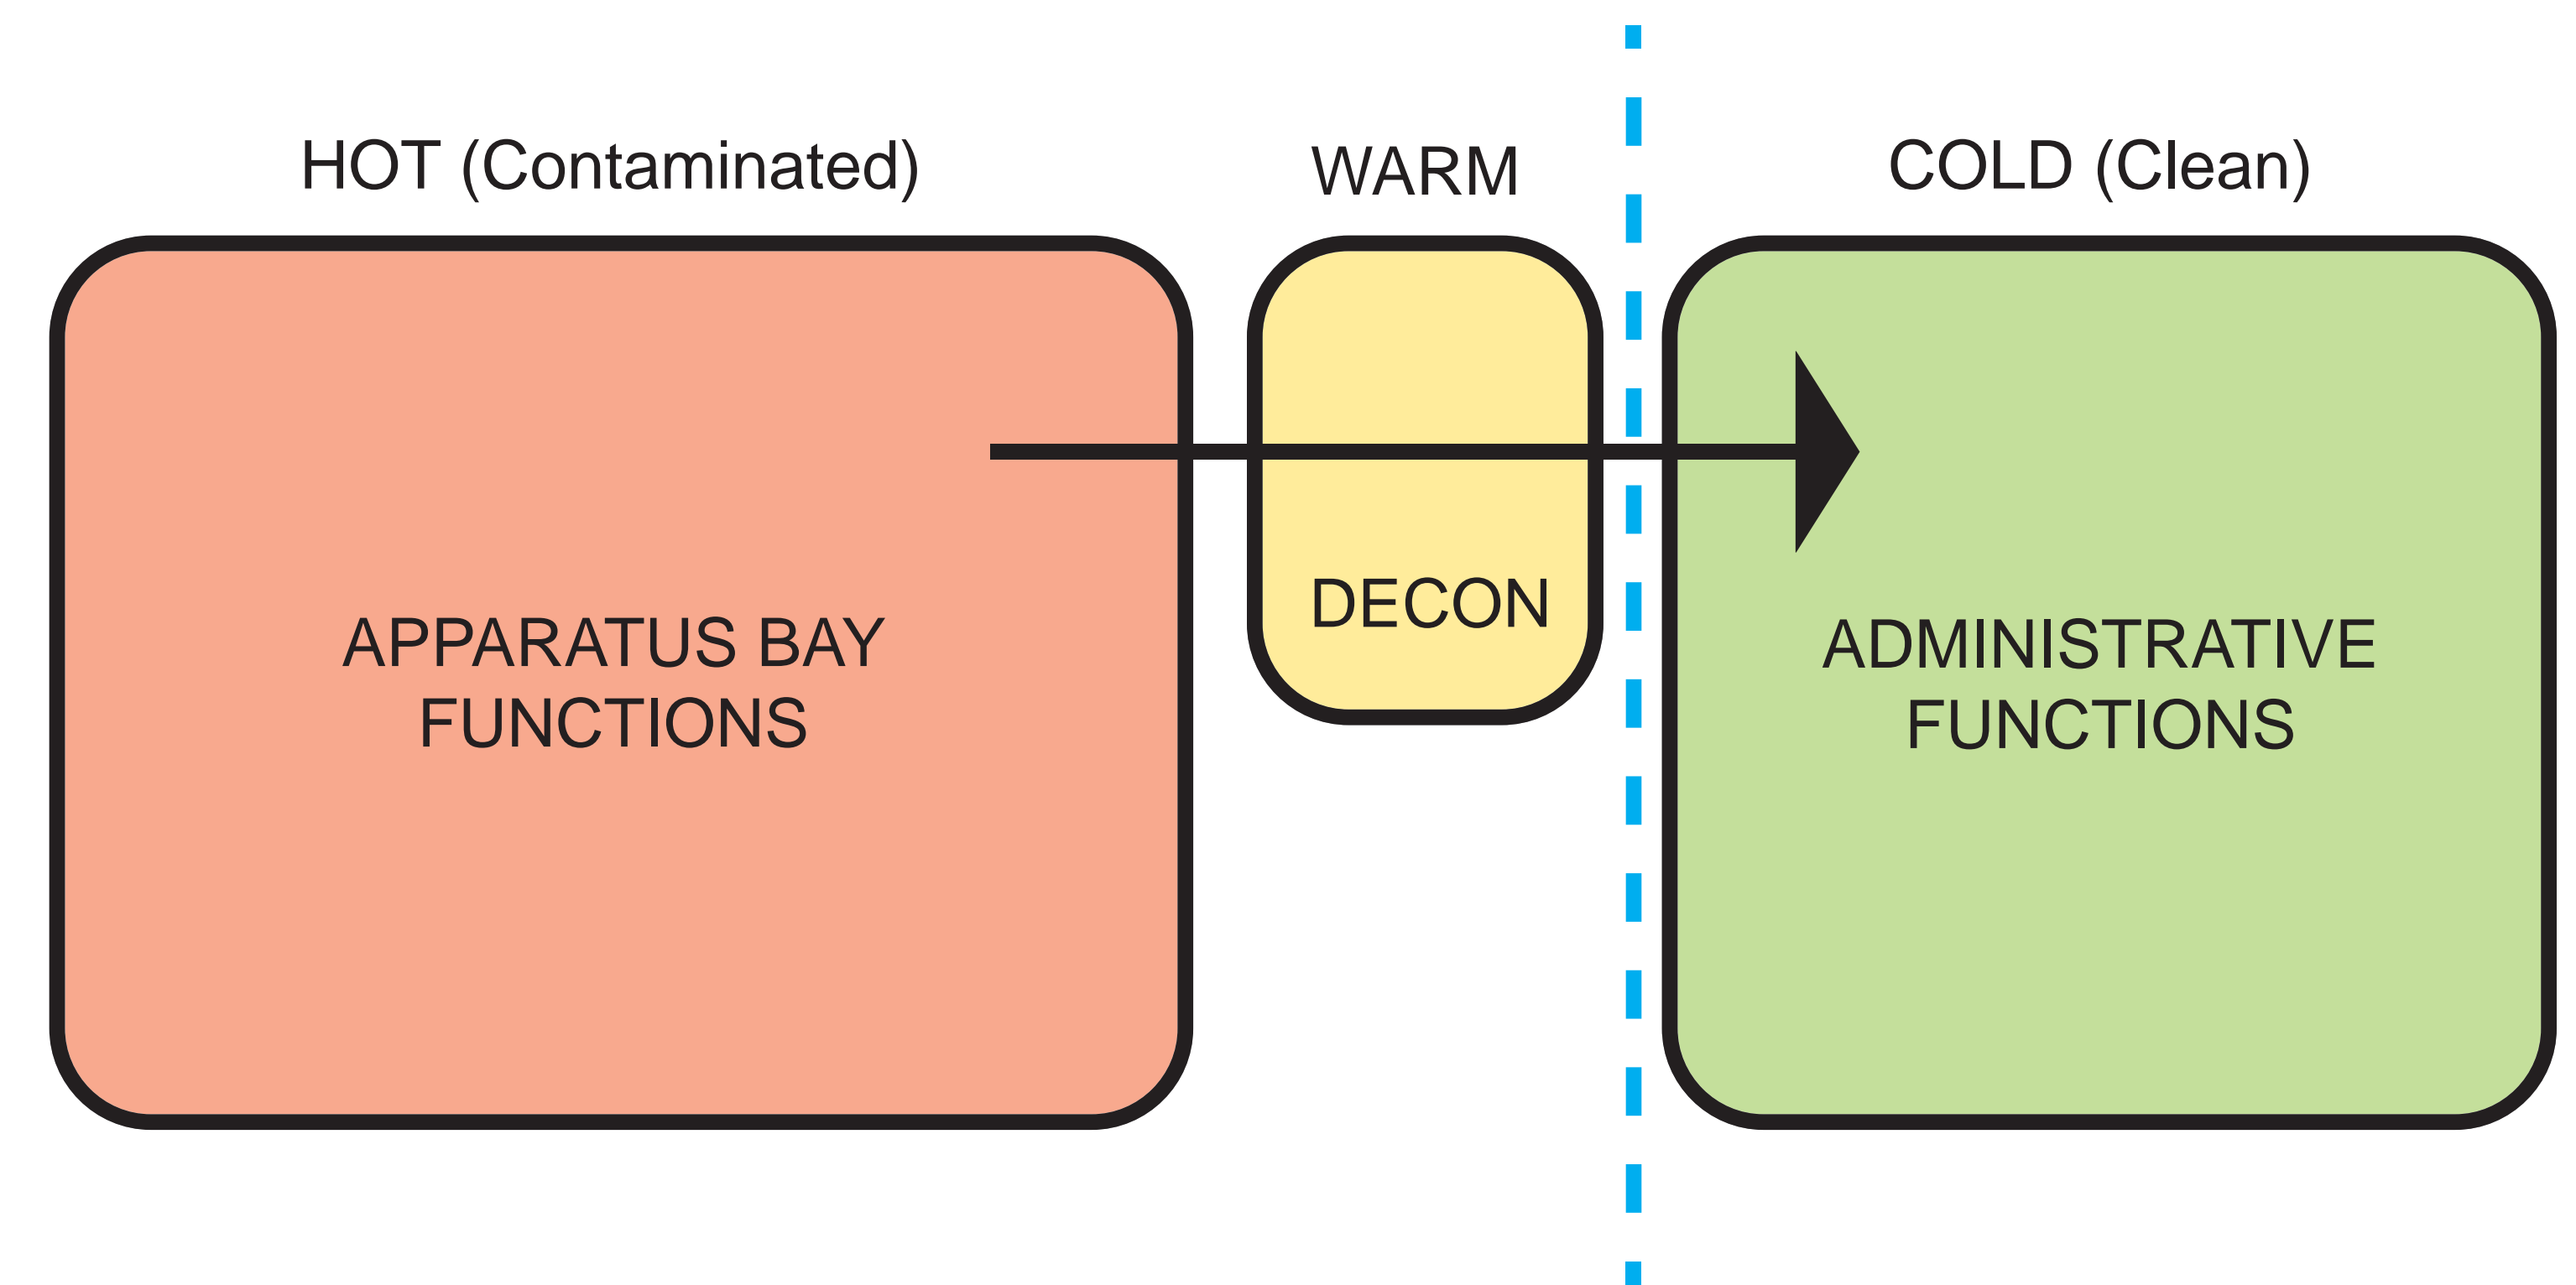 HOT (Contaminated)
WARM
COLD (Clean)
APPARATUS BAY
FUNCTIONS
DECON
ADMINISTRATIVE
FUNCTIONS